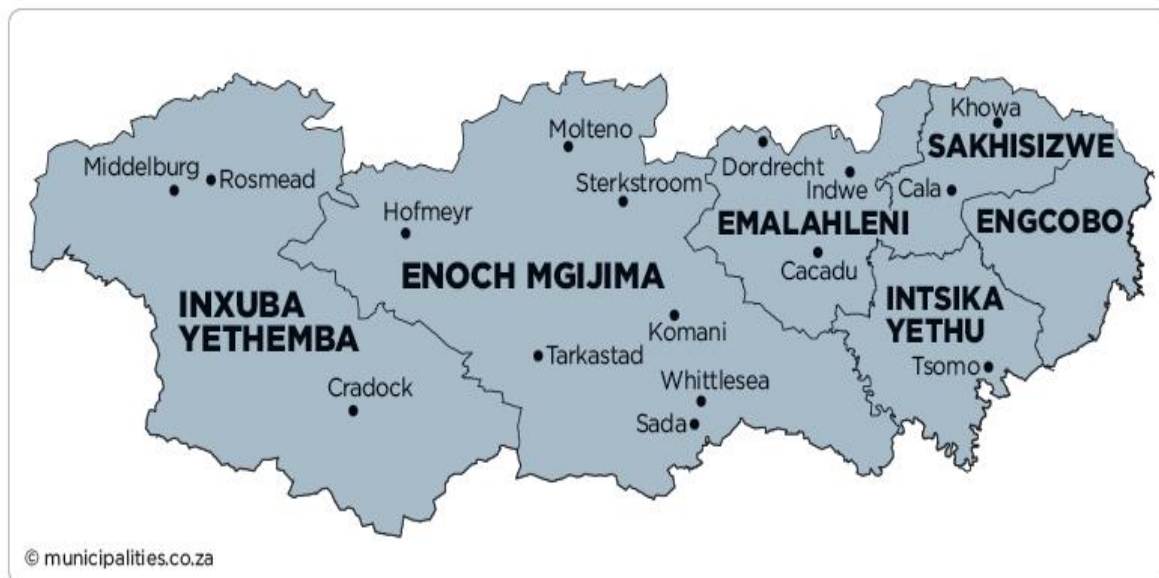 Khowa
Molteno
SAKHISIZWE
Middelburg
Rosmead
Dordrecht
Sterkstroom
Indwe
Cala
Hofmeyr
EMALAHLENI
ENGCOBO
ENOCH MGIJIMA
Cacadu
INXUBA
YETHEMBA
INTSIKA
YETHU
Komani
Tarkastad
Tsomo
Cradock
Whittlesea
Sada
© municipalities.co.za